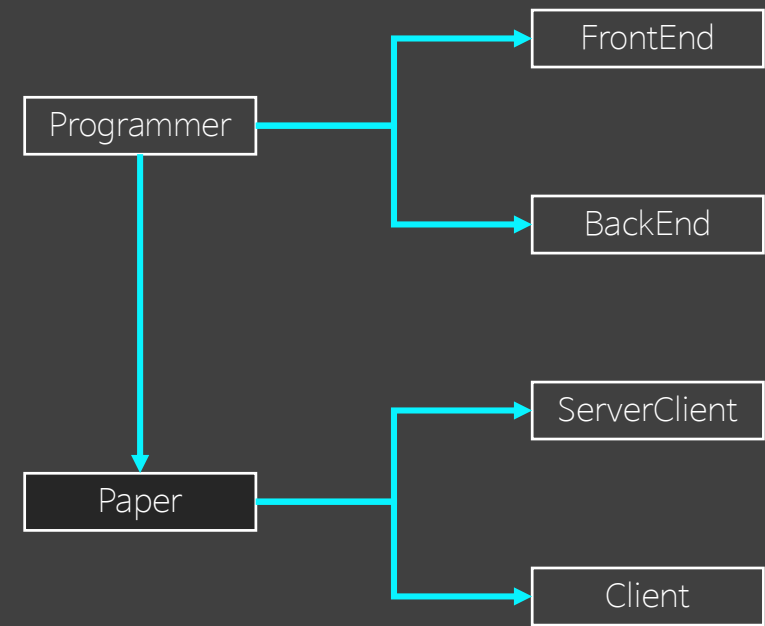 FrontEnd
Programmer
BackEnd
ServerClient
Paper
Client